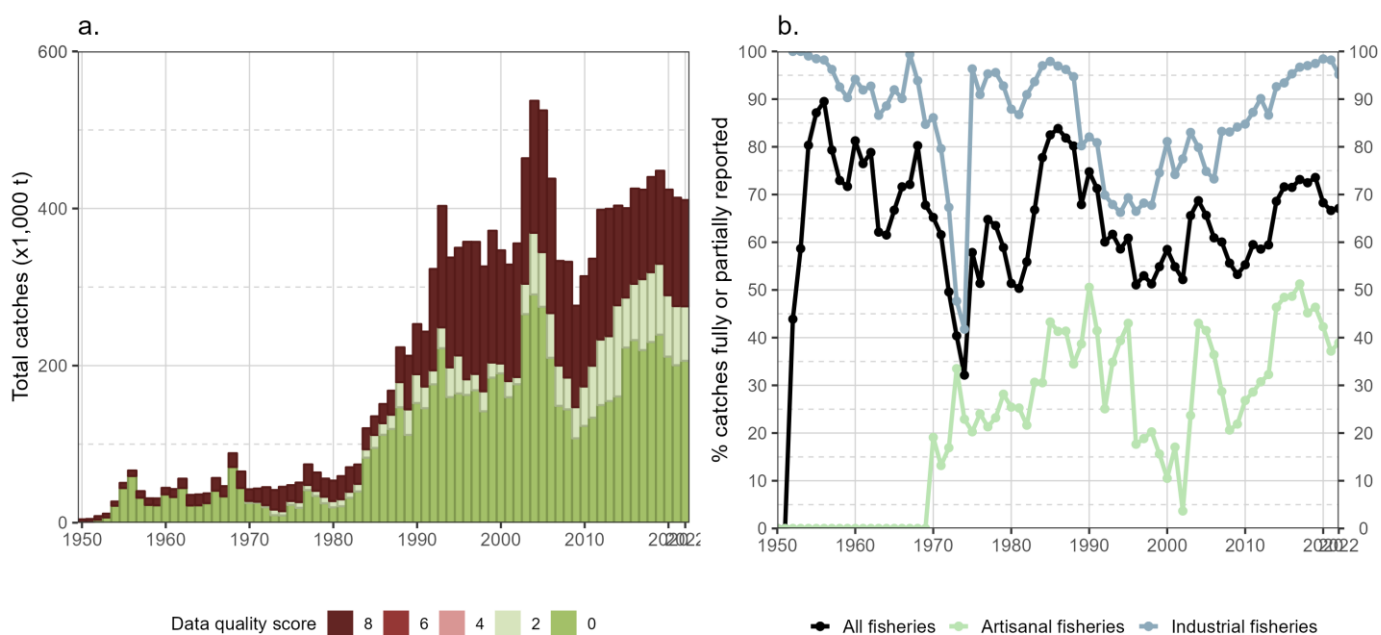 a.
Total catches (x1,000 t)
600
400
200
0
1950 1960 1970 1980 1990 2000 2010 2020 2022
Data quality score 8 6 4 2 0
b.
% catches fully or partially reported
100 100
90 90
80 80
70 70
60 60
50 50
40 40
30 30
20 20
10 10
0 0
1950 1960 1970 1980 1990 2000 2010 2020 2022
All fisheries Artisanal fisheries Industrial fisheries